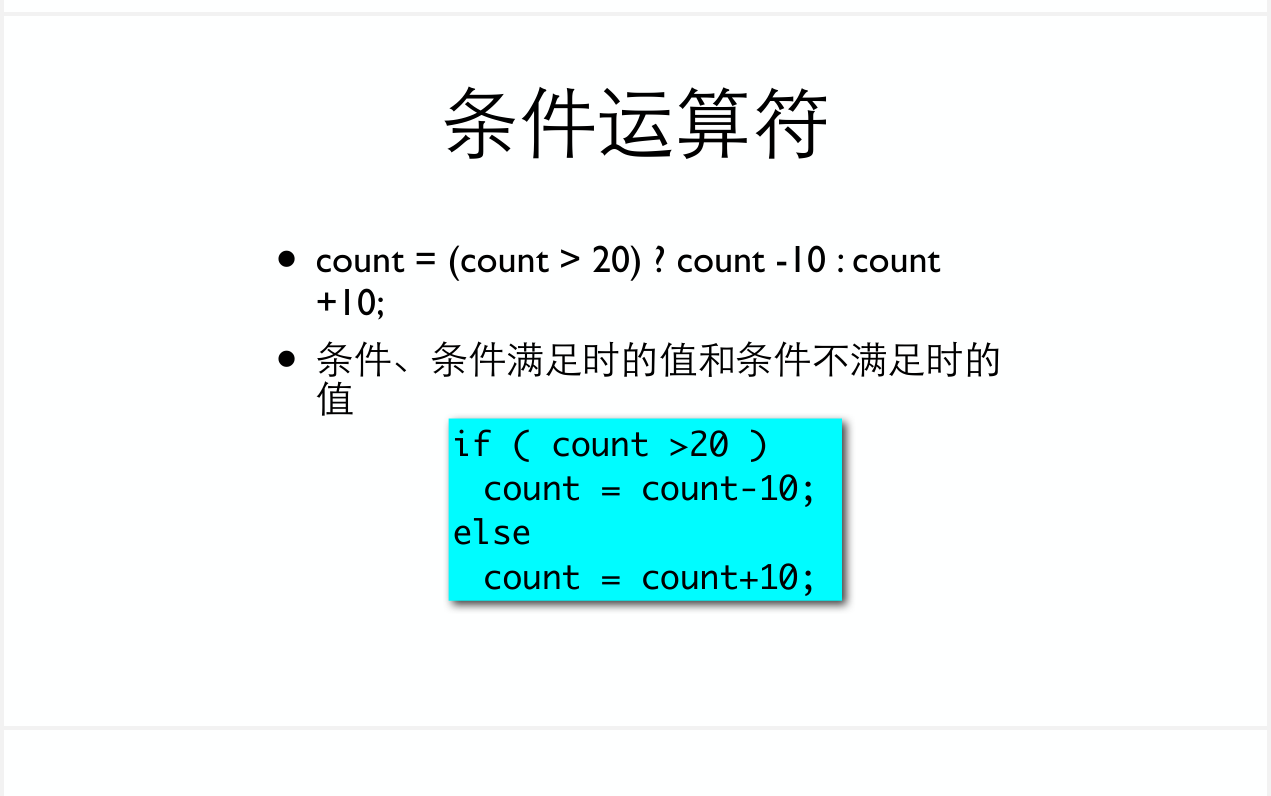 条件运算符
count = (count > 20) ? count -10 : count
+10;
条件、条件满足时的值和条件不满足时的
值
if ( count >20 )
count = count-10;
else
count = count+10;